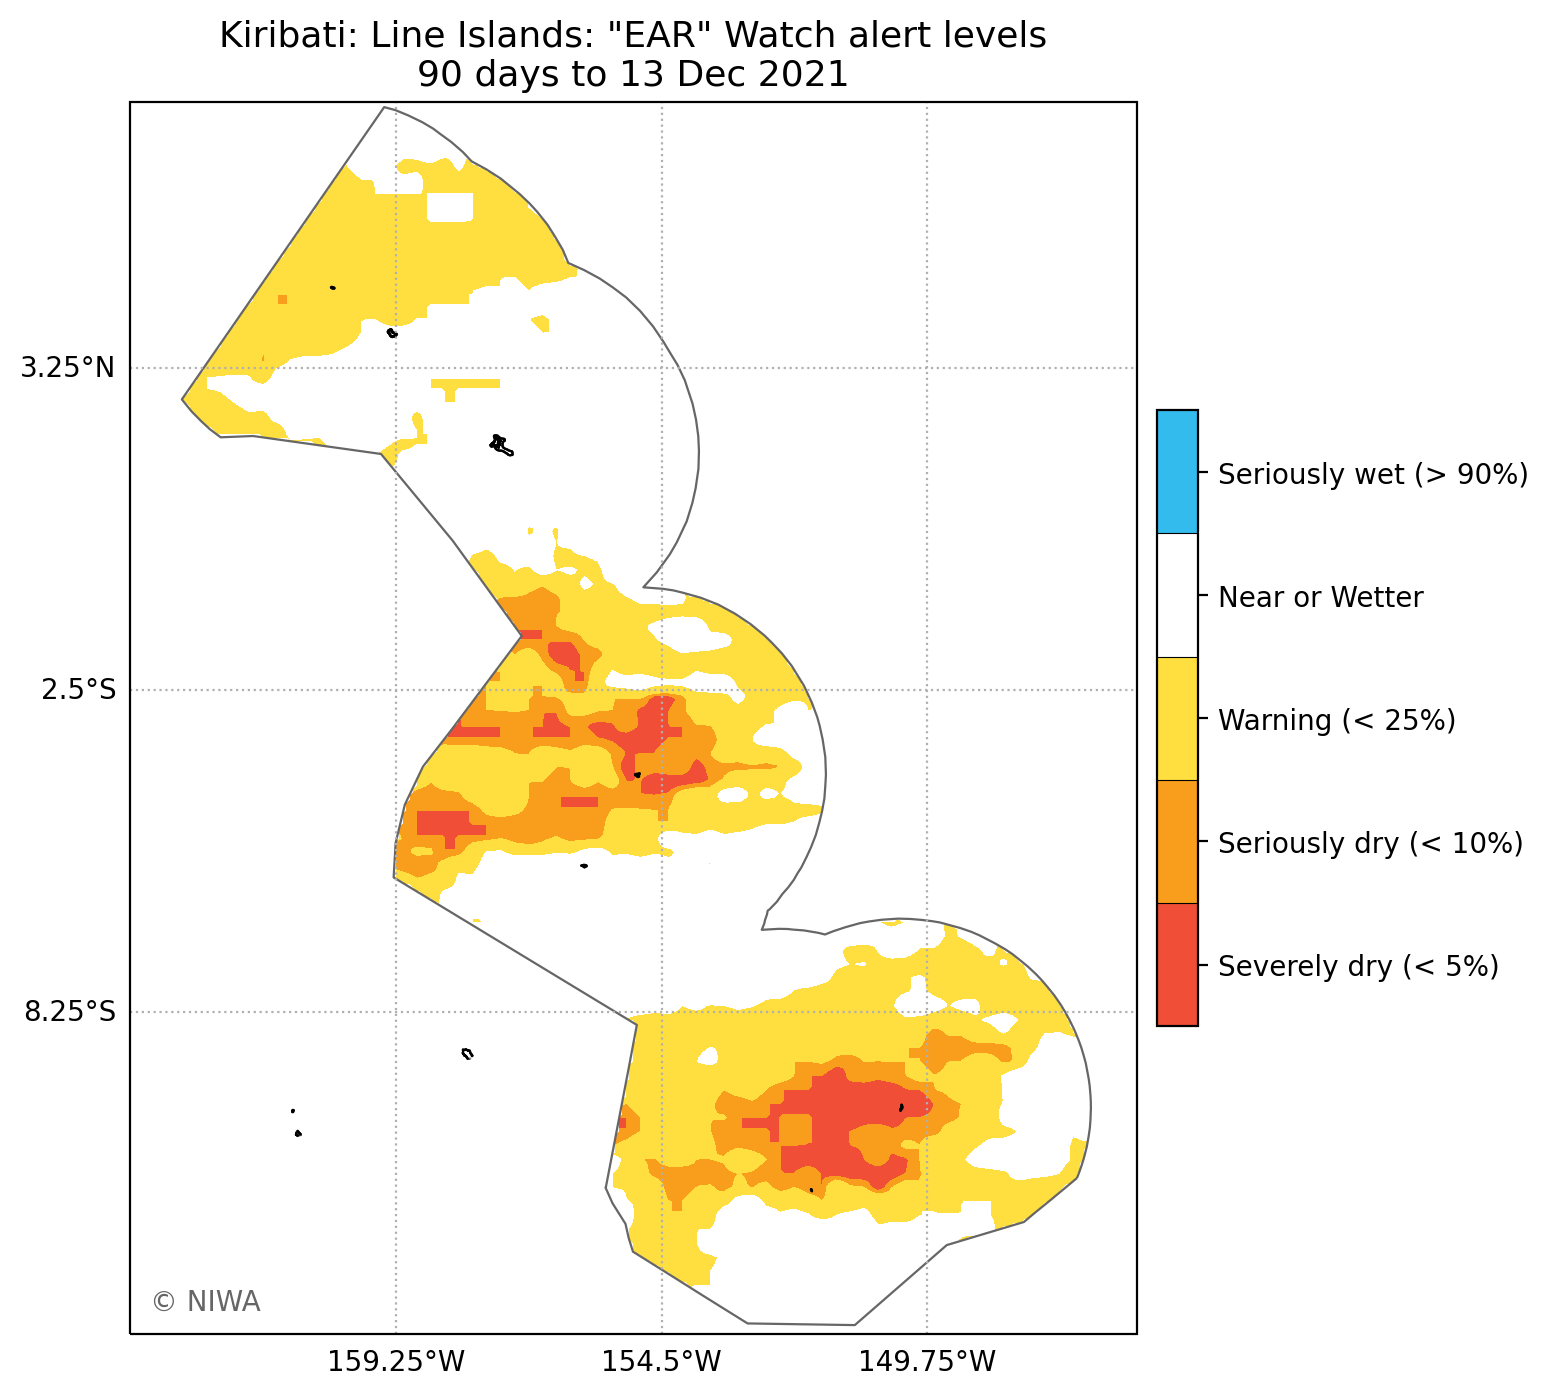 Kiribati: Line Islands: "EAR" Watch alert levels
90 days to 13 Dec 2021
3.25°N
2.5°S
8.25°S
159.25°W
154.5°W
149.75°W
Seriously wet (> 90%)
Near or Wetter
Warning (< 25%)
Seriously dry (< 10%)
Severely dry (< 5%)
© NIWA